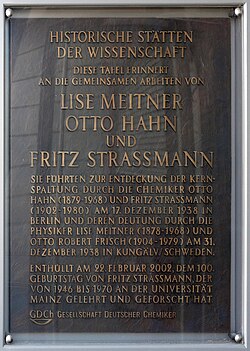 HISTORISCHE STÄTTEN
DER WISSENSCHAFT
DIESE TAFEL ERINNERT
AN DIE GEMEINSAMEN ARBEITEN VON
LISE MEITNER
OTTO HAHN
UND
FRITZ STRASSMANN
SIE FÜHRTEN ZUR ENTDECKUNG DER KERN-
SPALTUNG DURCH DIE CHEMIKER OTTO
HAHN (1879-1968) UND FRITZ STRASSMANN
(1902-1980) AM 17. DEZEMBER 1938 IN
BERLIN UND DEREN DEUTUNG DURCH DIE
PHYSIKER LISE MEITNER (1878-1968) UND
OTTO ROBERT FRISCH (1904-1979) AM 31.
DEZEMBER 1938 IN KUNGÄLV/SCHWEDEN.
ENTHÜLLT AM 22. FEBRUAR 2002, DEM 100.
GEBURTSTAG VON FRITZ STRASSMANN, DER
VON 1946 BIS 1970 AN DER UNIVERSITÄT
MAINZ GELEHRT UND GEFORSCHT HAT
GDCh GESELLSCHAFT DEUTSCHER CHEMIKER